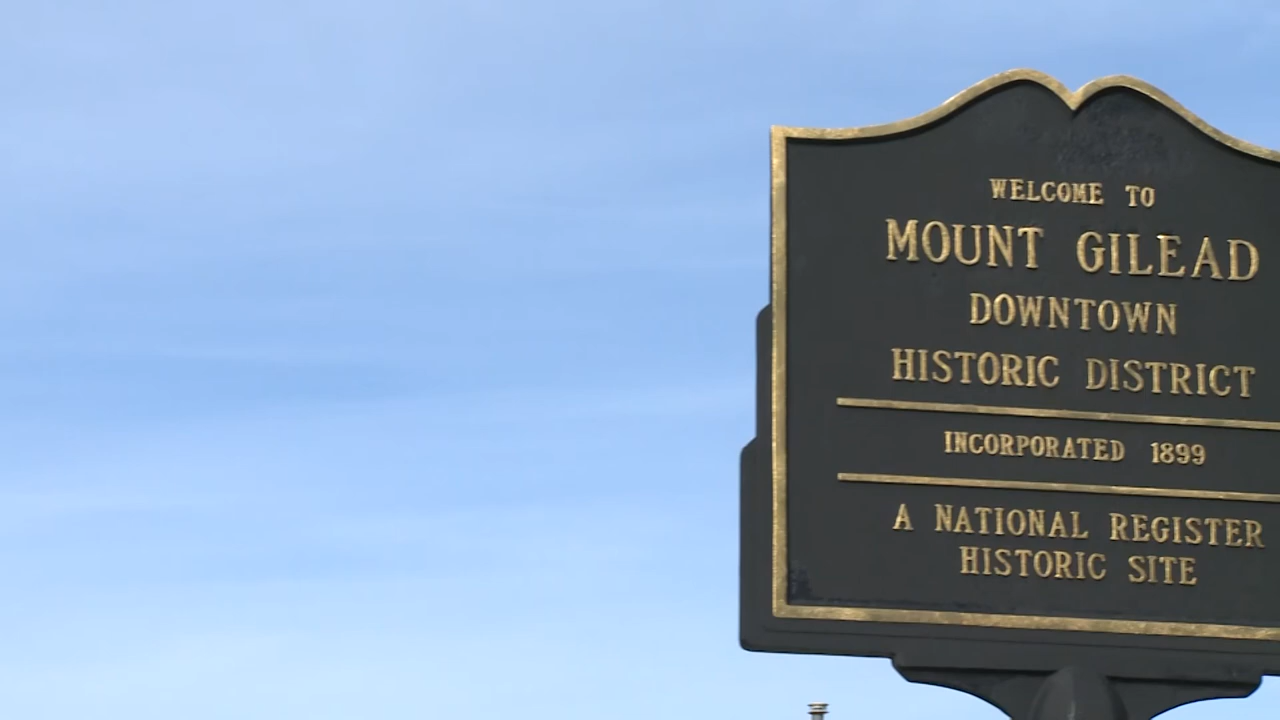 WELCOME TO
MOUNT GILEAD
DOWNTOWN
HISTORIC DISTRICT
INCORPORATED 1899
A NATIONAL REGISTER
HISTORIC SITE